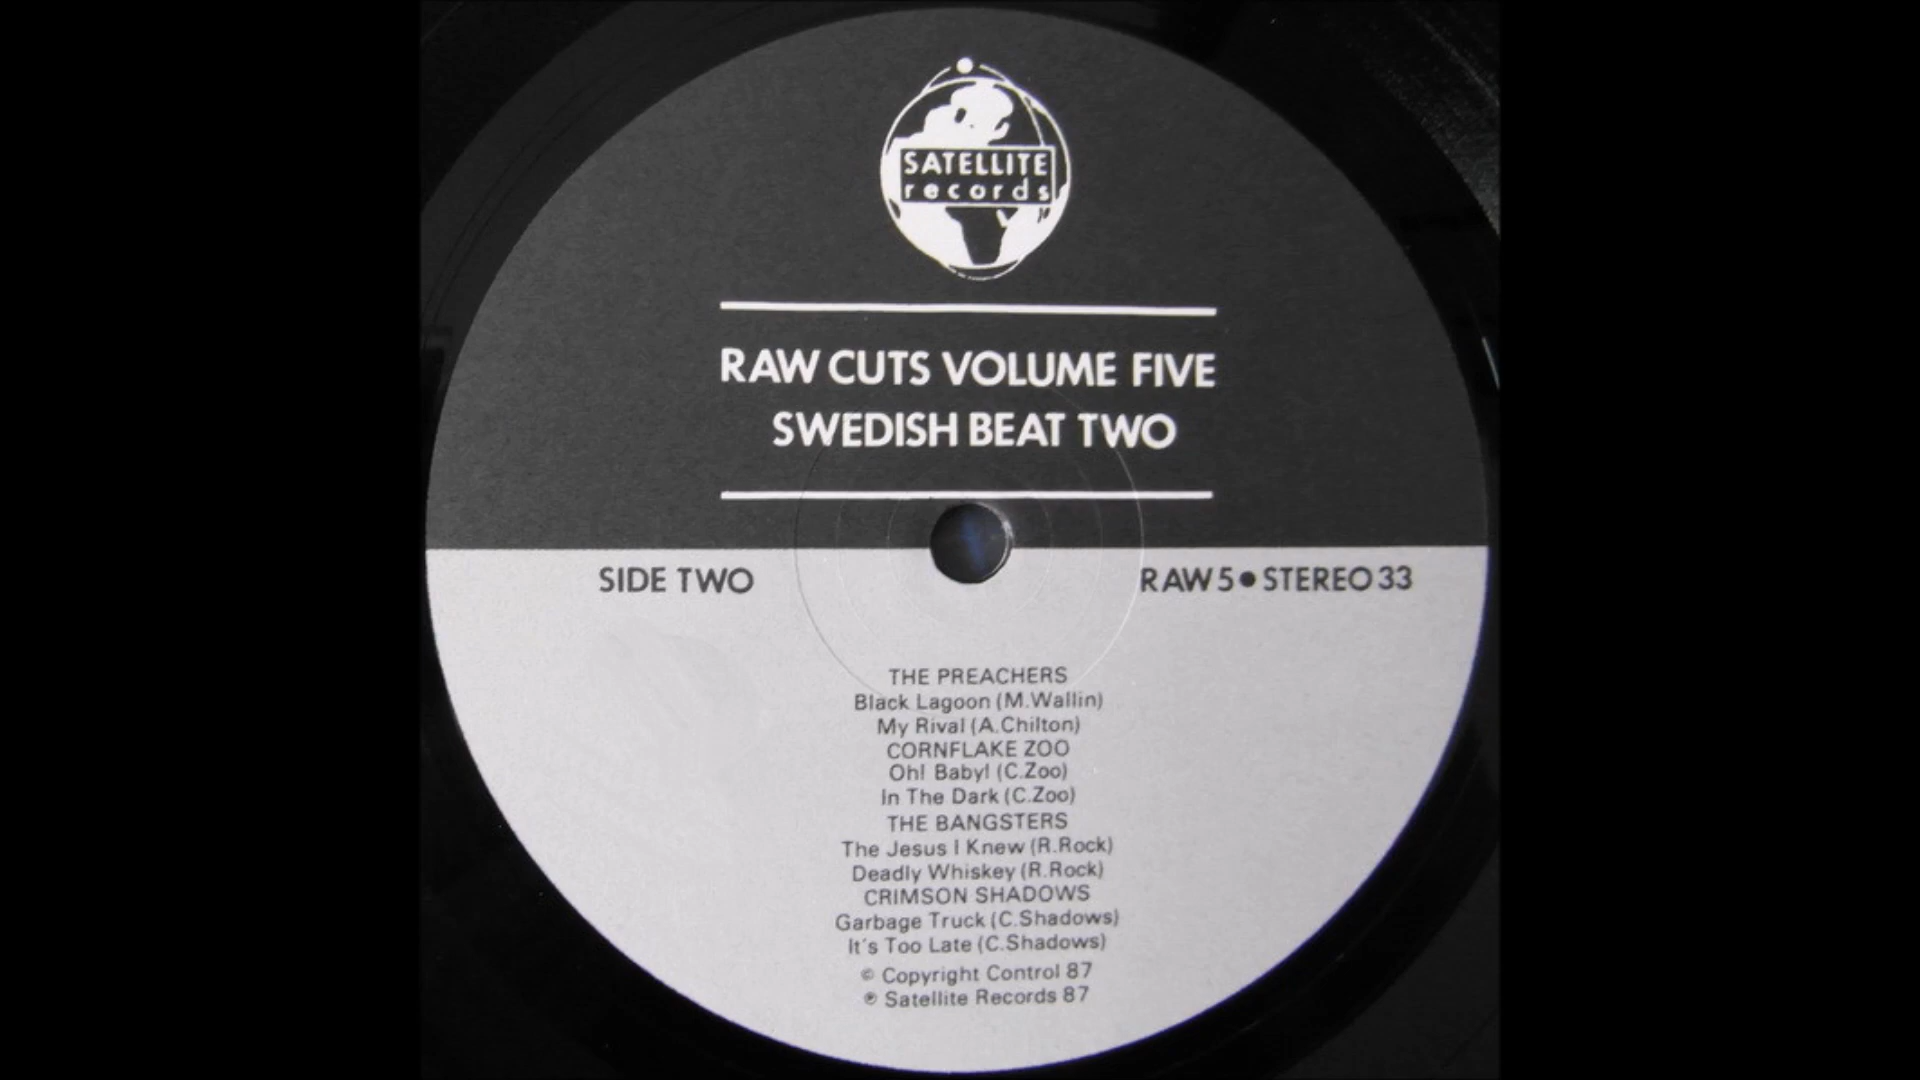 SATELLITE
records
RAW CUTS VOLUME FIVE
SWEDISH BEAT TWO
SIDE TWO
RAW 5 ● STEREO 33
THE PREACHERS
Black Lagoon (M.Wallin)
My Rival (A.Chilton)
CORNFLAKE ZOO
Oh! Baby! (C.Zoo)
In The Dark (C.Zoo)
THE BANGSTERS
The Jesus I Knew (R.Rock)
Deadly Whiskey (R.Rock)
CRIMSON SHADOWS
Garbage Truck (C.Shadows)
It's Too Late (C.Shadows)
© Copyright Control 87
℗ Satellite Records 87